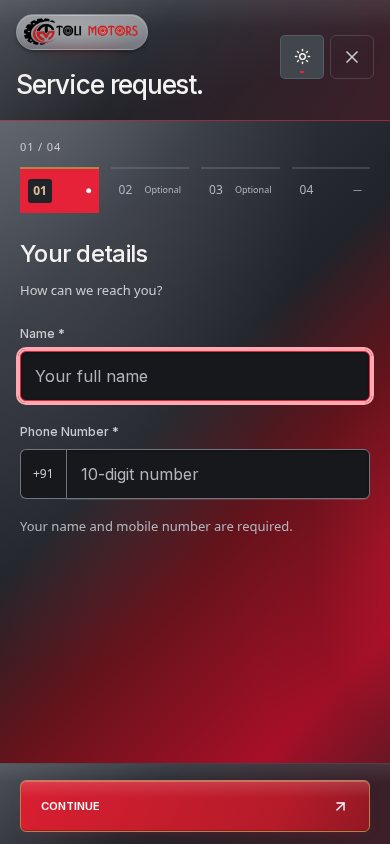 TOLI MOTORS
Service request.
01 / 04
01
02 Optional
03 Optional
04 —
Your details
How can we reach you?
Name *
Your full name
Phone Number *
+91 10-digit number
Your name and mobile number are required.
CONTINUE